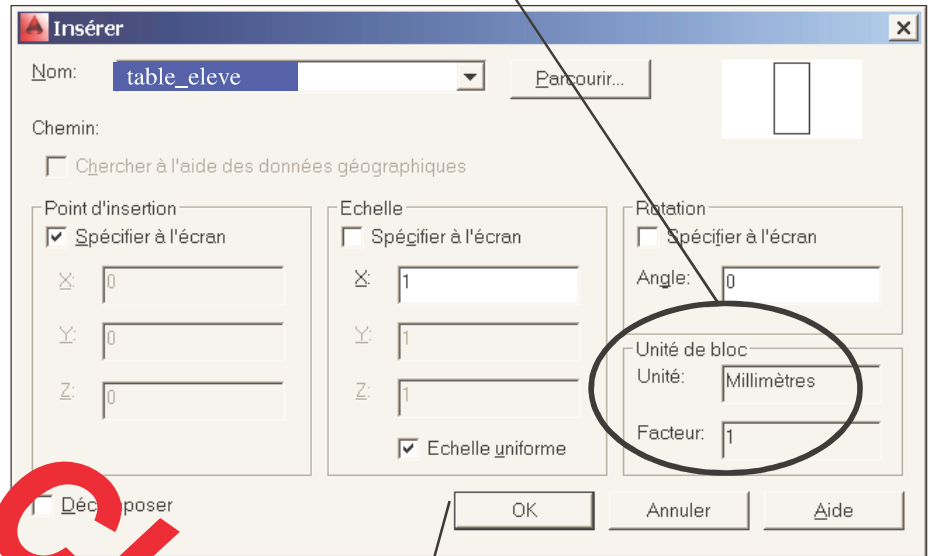 Insérer
Nom: table_eleve Parcourir...
Chemin:
Chercher à l'aide des données géographiques
Point d'insertion
Spécifier à l'écran
X: 0
Y: 0
Z: 0
Echelle
Spécifier à l'écran
X: 1
Y: 1
Z: 1
Echelle uniforme
Rotation
Spécifier à l'écran
Angle: 0
Unité de bloc
Unité: Millimètres
Facteur: 1
Décomposer
OK Annuler Aide